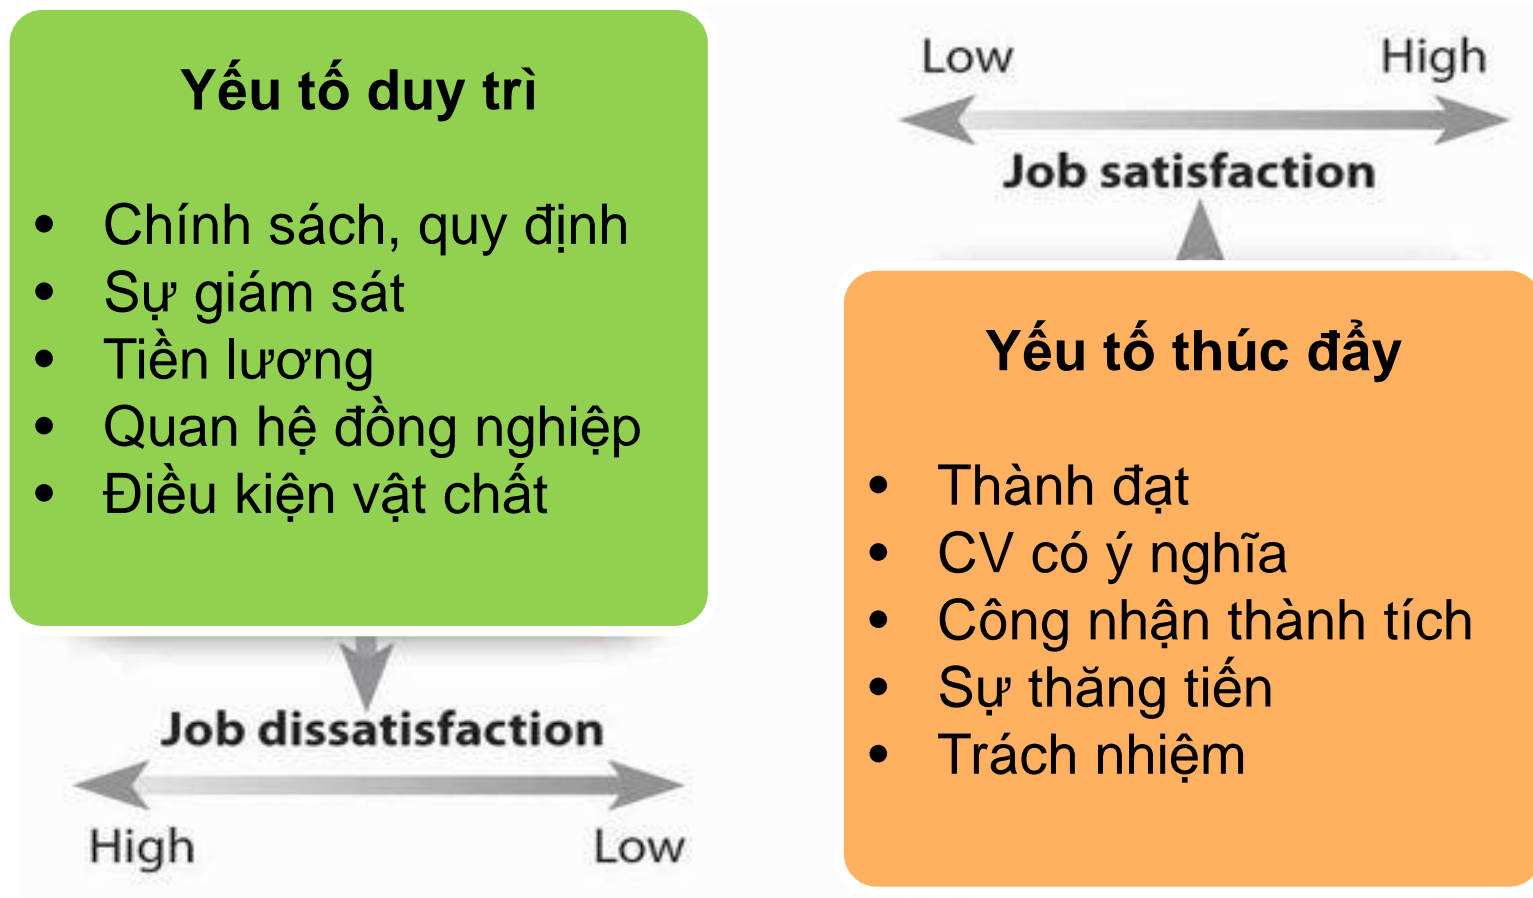 Yếu tố duy trì
• Chính sách, quy định
• Sự giám sát
• Tiền lương
• Quan hệ đồng nghiệp
• Điều kiện vật chất
Job dissatisfaction
High Low
Low High
Job satisfaction
Yếu tố thúc đẩy
• Thành đạt
• CV có ý nghĩa
• Công nhận thành tích
• Sự thăng tiến
• Trách nhiệm